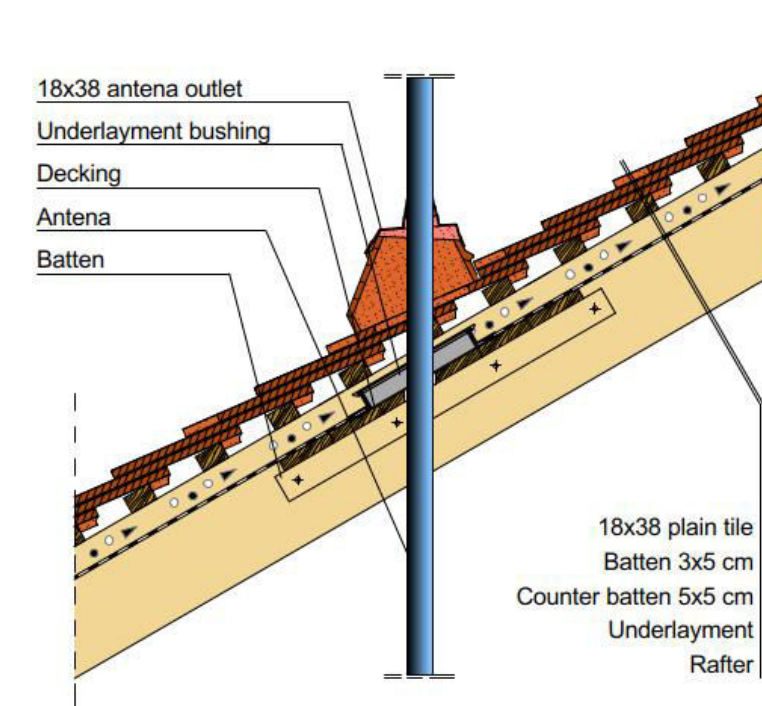 18x38 antena outlet
Underlayment bushing
Decking
Antena
Batten
18x38 plain tile
Batten 3x5 cm
Counter batten 5x5 cm
Underlayment
Rafter